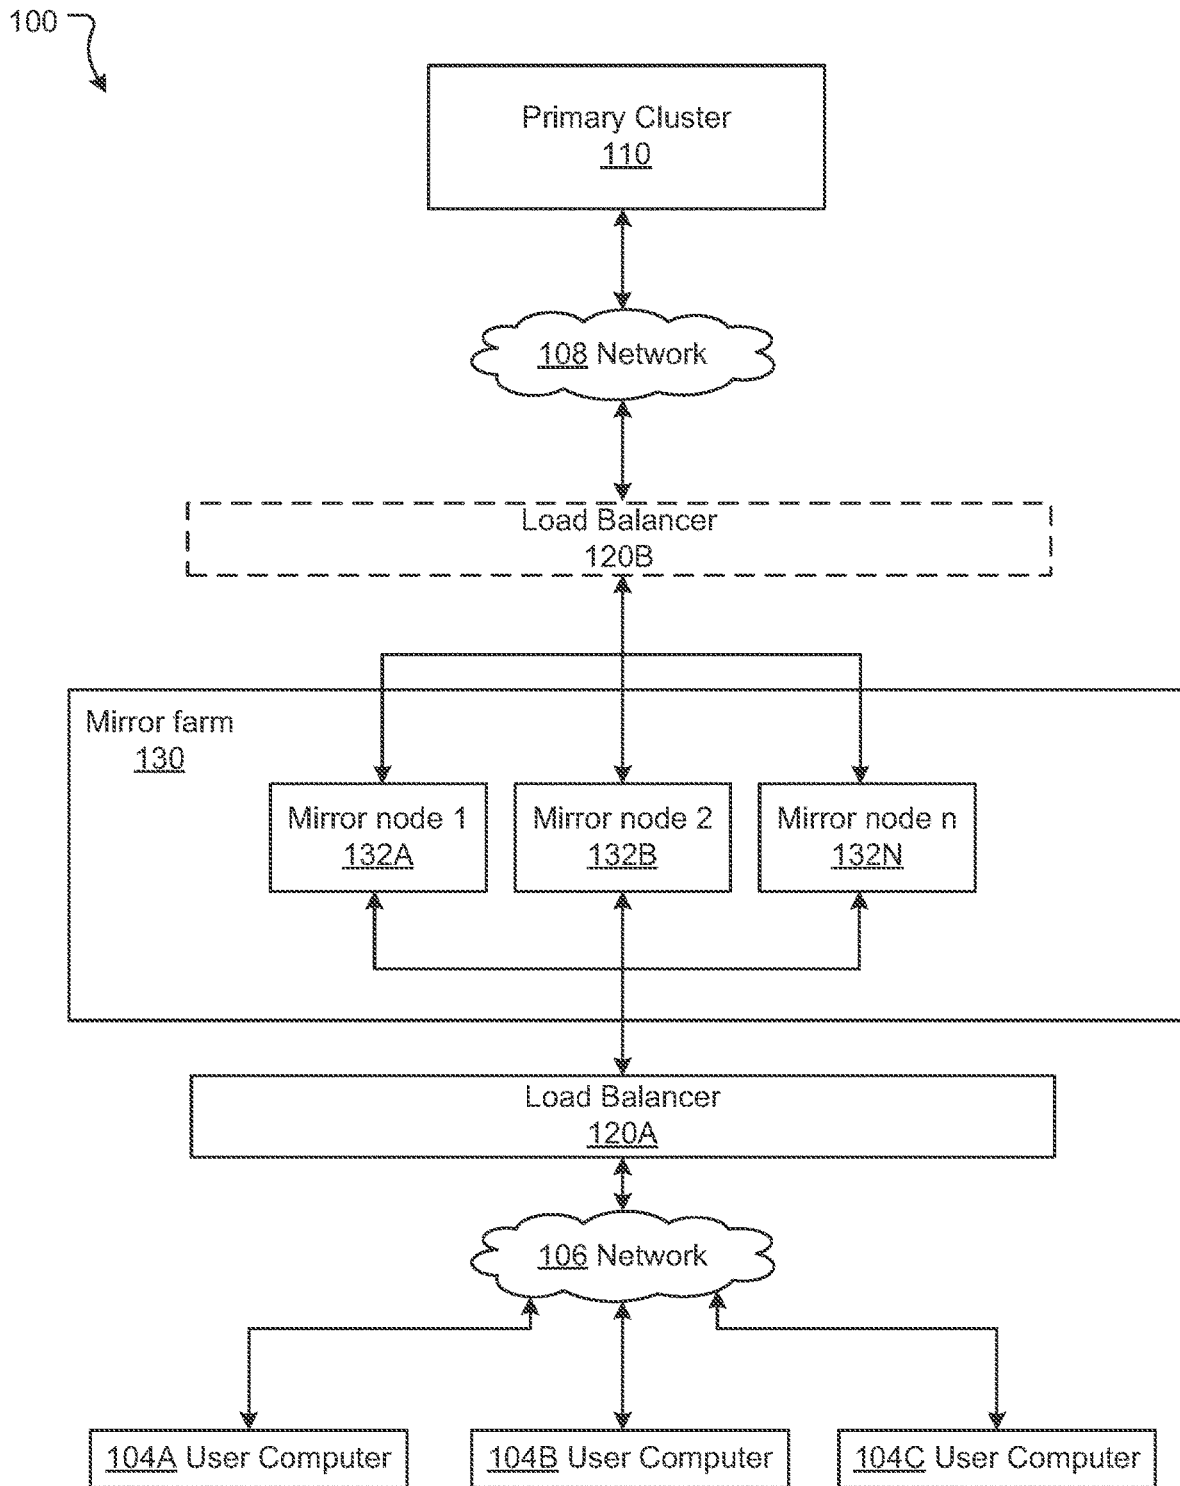 100
Primary Cluster
110
108 Network
Load Balancer
120B
Mirror farm
130
Mirror node 1
132A
Mirror node 2
132B
Mirror node n
132N
Load Balancer
120A
106 Network
104A User Computer
104B User Computer
104C User Computer